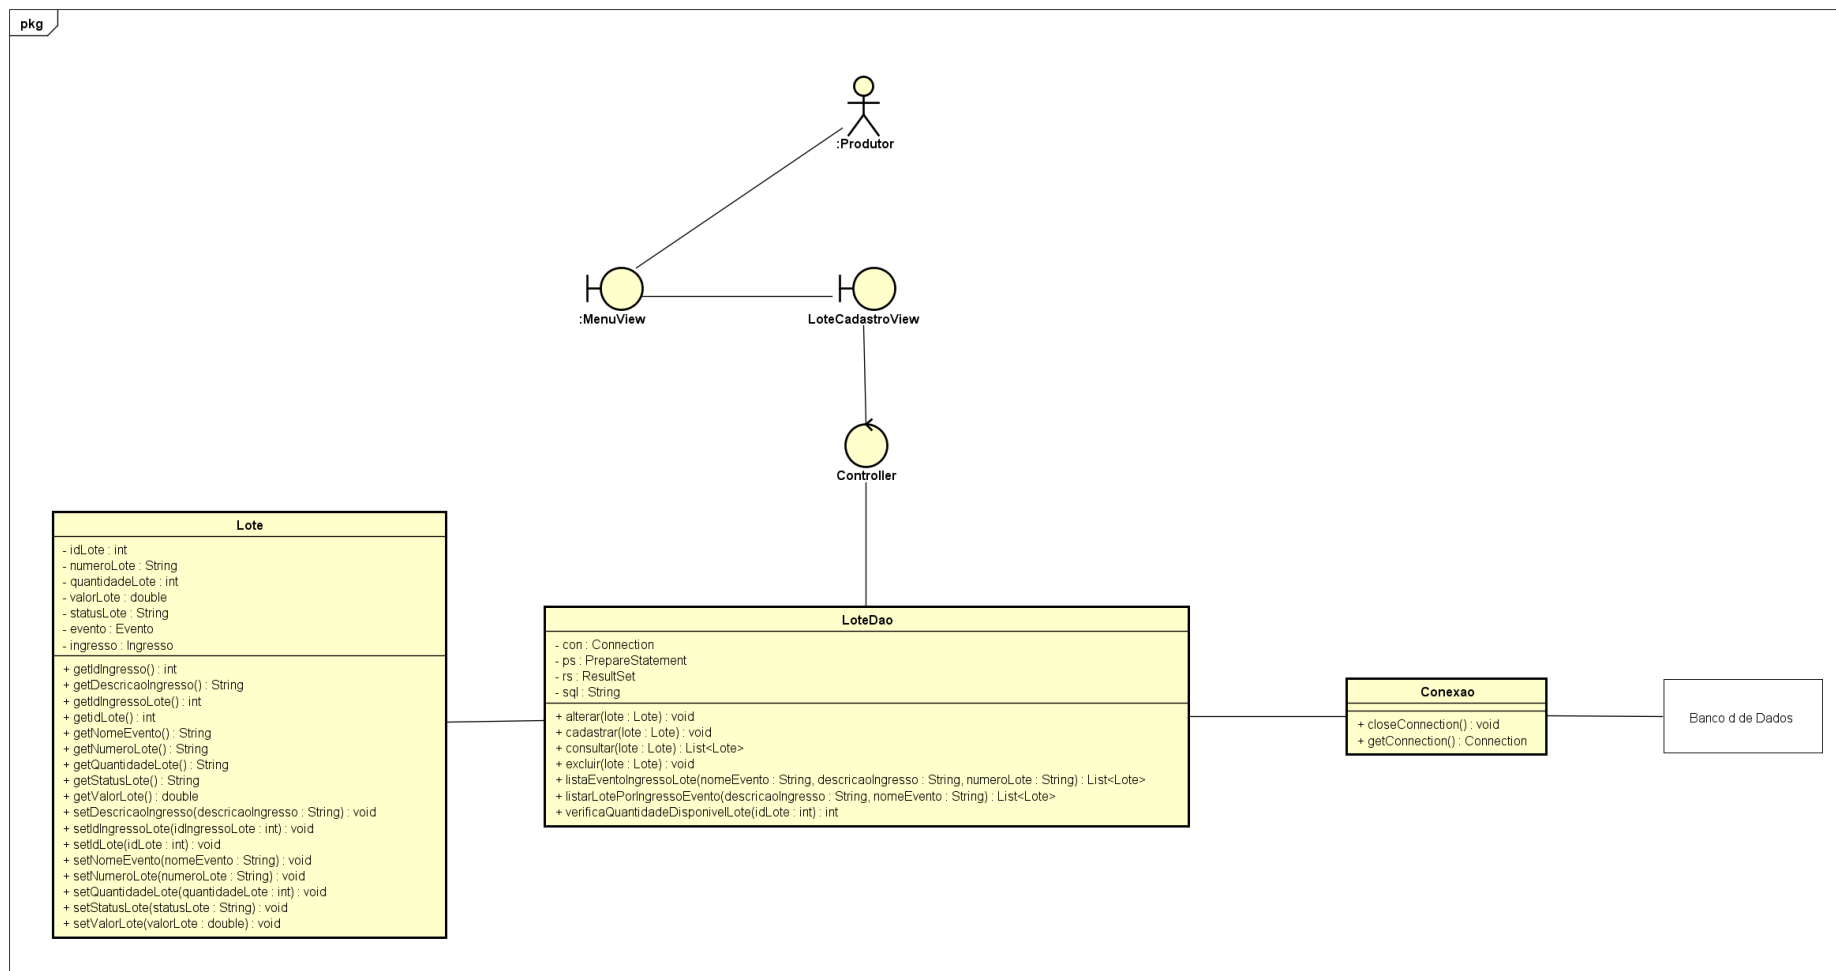 pkg
:Produtor
:MenuView
LoteCadastroView
Controller
Lote
- idLote : int
- numeroLote : String
- quantidadeLote : int
- valorLote : double
- statusLote : String
- evento : Evento
- ingresso : Ingresso
+ getIdIngresso() : int
+ getDescricaoIngresso() : String
+ getIdIngressoLote() : int
+ getidLote() : int
+ getNomeEvento() : String
+ getNumeroLote() : String
+ getQuantidadeLote() : String
+ getStatusLote() : String
+ getValorLote() : double
+ setDescricaoIngresso(descricaoIngresso : String) : void
+ setIdIngressoLote(idIngressoLote : int) : void
+ setIdLote(idLote : int) : void
+ setNomeEvento(nomeEvento : String) : void
+ setNumeroLote(numeroLote : String) : void
+ setQuantidadeLote(quantidadeLote : int) : void
+ setStatusLote(statusLote : String) : void
+ setValorLote(valorLote : double) : void
LoteDao
- con : Connection
- ps : PrepareStatement
- rs : ResultSet
- sql : String
+ alterar(lote : Lote) : void
+ cadastrar(lote : Lote) : void
+ consultar(lote : Lote) : List<Lote>
+ excluir(lote : Lote) : void
+ listaEventoIngressoLote(nomeEvento : String, descricaoIngresso : String, numeroLote : String) : List<Lote>
+ listarLotePorIngressoEvento(descricaoIngresso : String, nomeEvento : String) : List<Lote>
+ verificaQuantidadeDisponivelLote(idLote : int) : int
Conexao
+ closeConnection() : void
+ getConnection() : Connection
Banco d de Dados